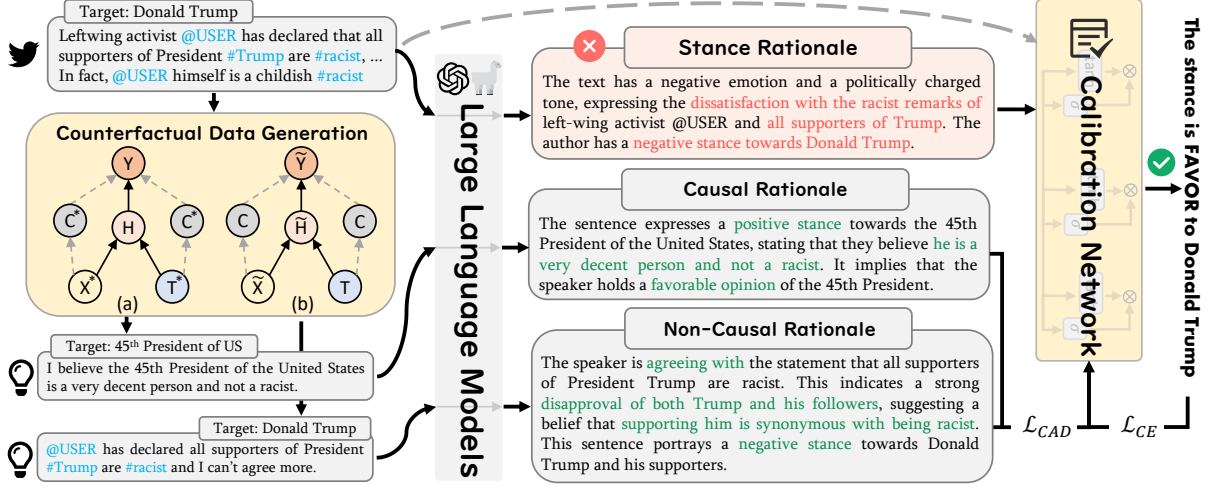 Target: Donald Trump
Leftwing activist @USER has declared that all
supporters of President #Trump are #racist, ...
In fact, @USER himself is a childish #racist
Counterfactual Data Generation
Y
C*
H
C*
X*
T*
(a)
Ỹ
C
H̃
C
X̃
T
(b)
Target: 45th President of US
I believe the 45th President of the United States
is a very decent person and not a racist.
Target: Donald Trump
@USER has declared all supporters of President
#Trump are #racist and I can't agree more.
Large Language Models
Stance Rationale
The text has a negative emotion and a politically charged
tone, expressing the dissatisfaction with the racist remarks of
left-wing activist @USER and all supporters of Trump. The
author has a negative stance towards Donald Trump.
Causal Rationale
The sentence expresses a positive stance towards the 45th
President of the United States, stating that they believe he is a
very decent person and not a racist. It implies that the
speaker holds a favorable opinion of the 45th President.
Non-Causal Rationale
The speaker is agreeing with the statement that all supporters
of President Trump are racist. This indicates a strong
disapproval of both Trump and his followers, suggesting a
belief that supporting him is synonymous with being racist.
This sentence portrays a negative stance towards Donald
Trump and his supporters.
Calibration Network
ℒCAD
ℒCE
The stance is FAVOR to Donald Trump